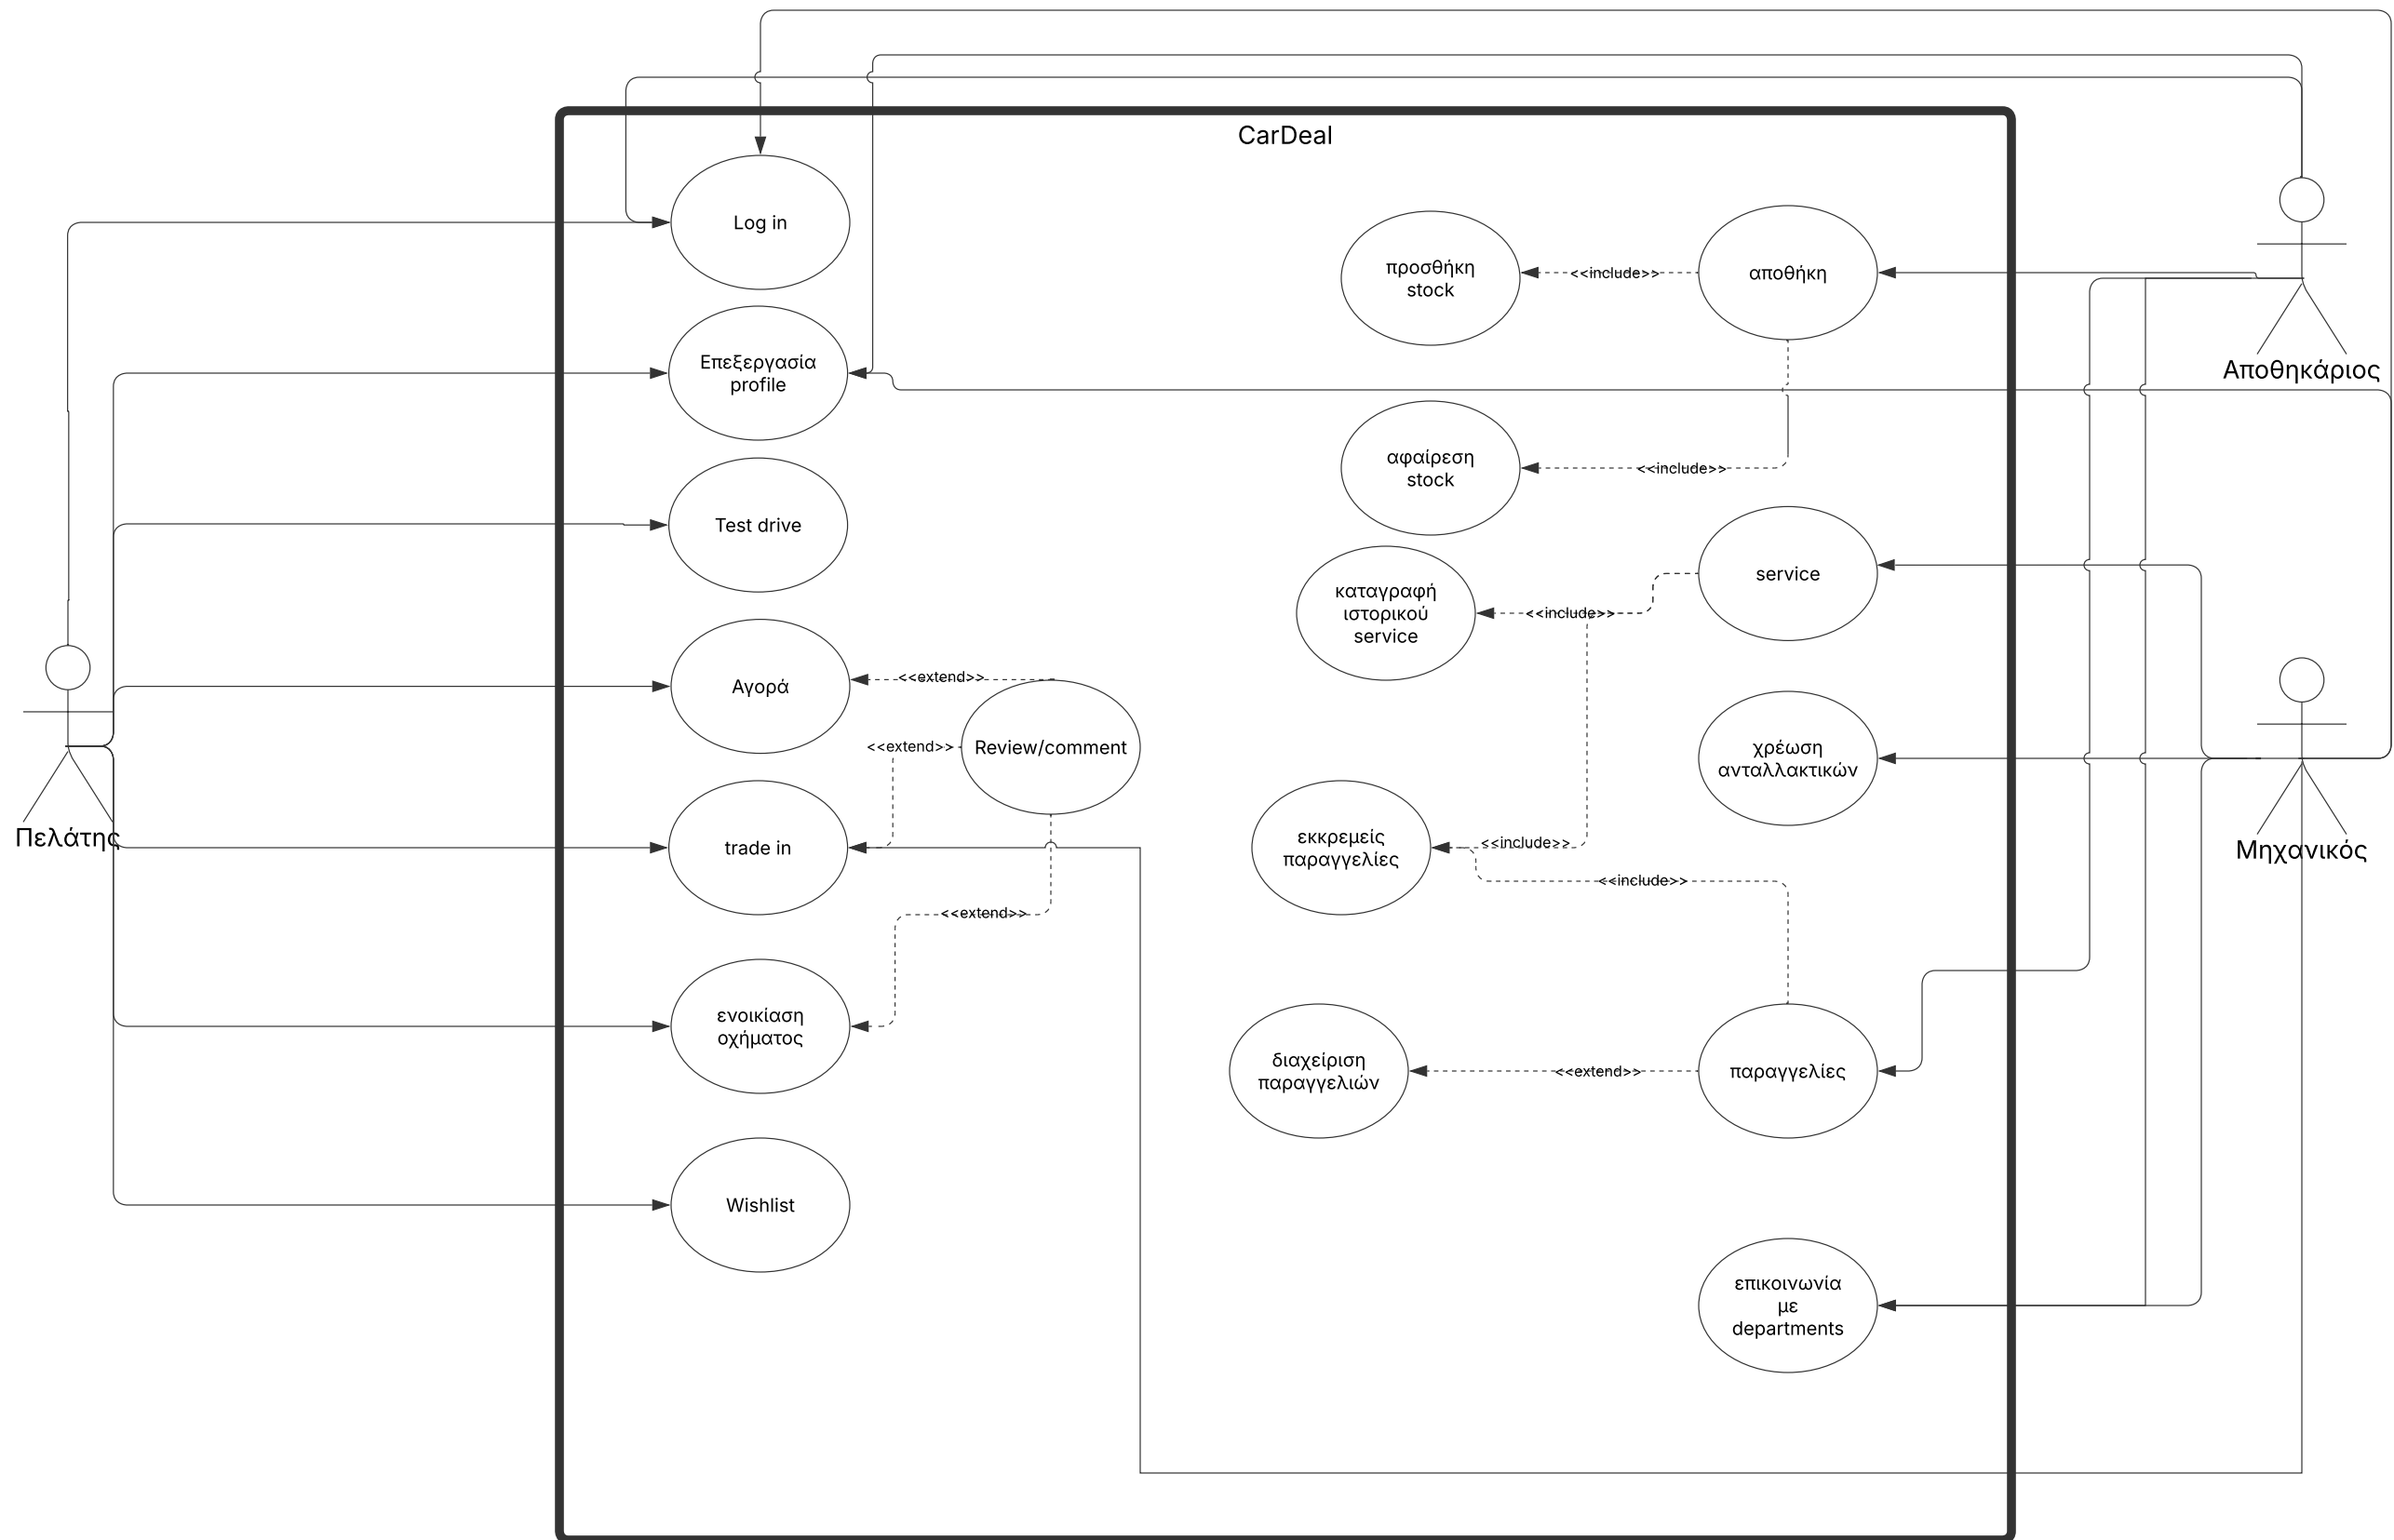 CarDeal
Log in
Επεξεργασία
profile
Test drive
Αγορά
<<extend>>
Review/comment
<<extend>>
trade in
<<extend>>
ενοικίαση
οχήματος
Wishlist
Πελάτης
προσθήκη
stock
<<include>>
αποθήκη
αφαίρεση
stock
<<include>>
καταγραφή
ιστορικού
service
<<include>>
service
χρέωση
ανταλλακτικών
εκκρεμείς
παραγγελίες
<<include>>
<<include>>
διαχείριση
παραγγελιών
<<extend>>
παραγγελίες
επικοινωνία
με
departments
Αποθηκάριος
Μηχανικός